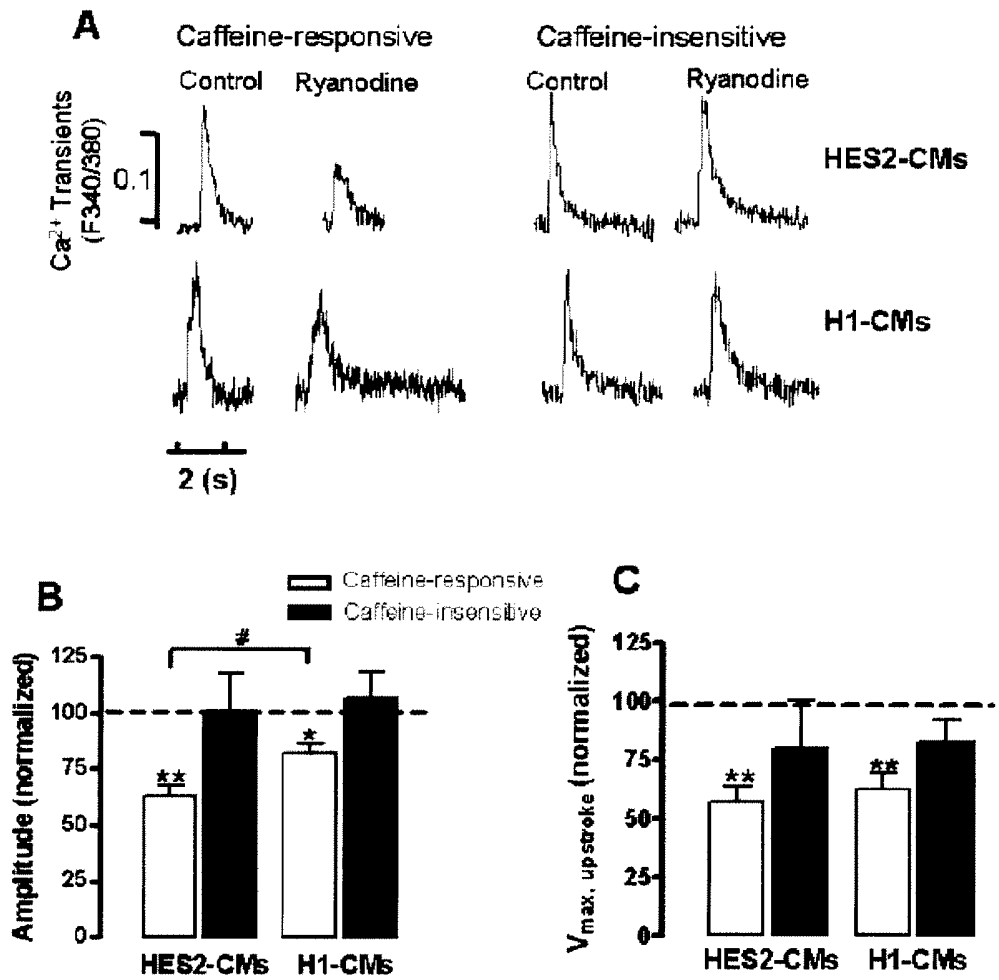 A
Caffeine-responsive
Caffeine-insensitive
Control
Ryanodine
Control
Ryanodine
Ca2+ Transients
(F340/380)
0.1
HES2-CMs
H1-CMs
2 (s)
B
Caffeine-responsive
Caffeine-insensitive
Amplitude (normalized)
125
100
75
50
25
0
#
**
*
HES2-CMs
H1-CMs
C
Vmax, upstroke (normalized)
125
100
75
50
25
0
**
**
HES2-CMs
H1-CMs